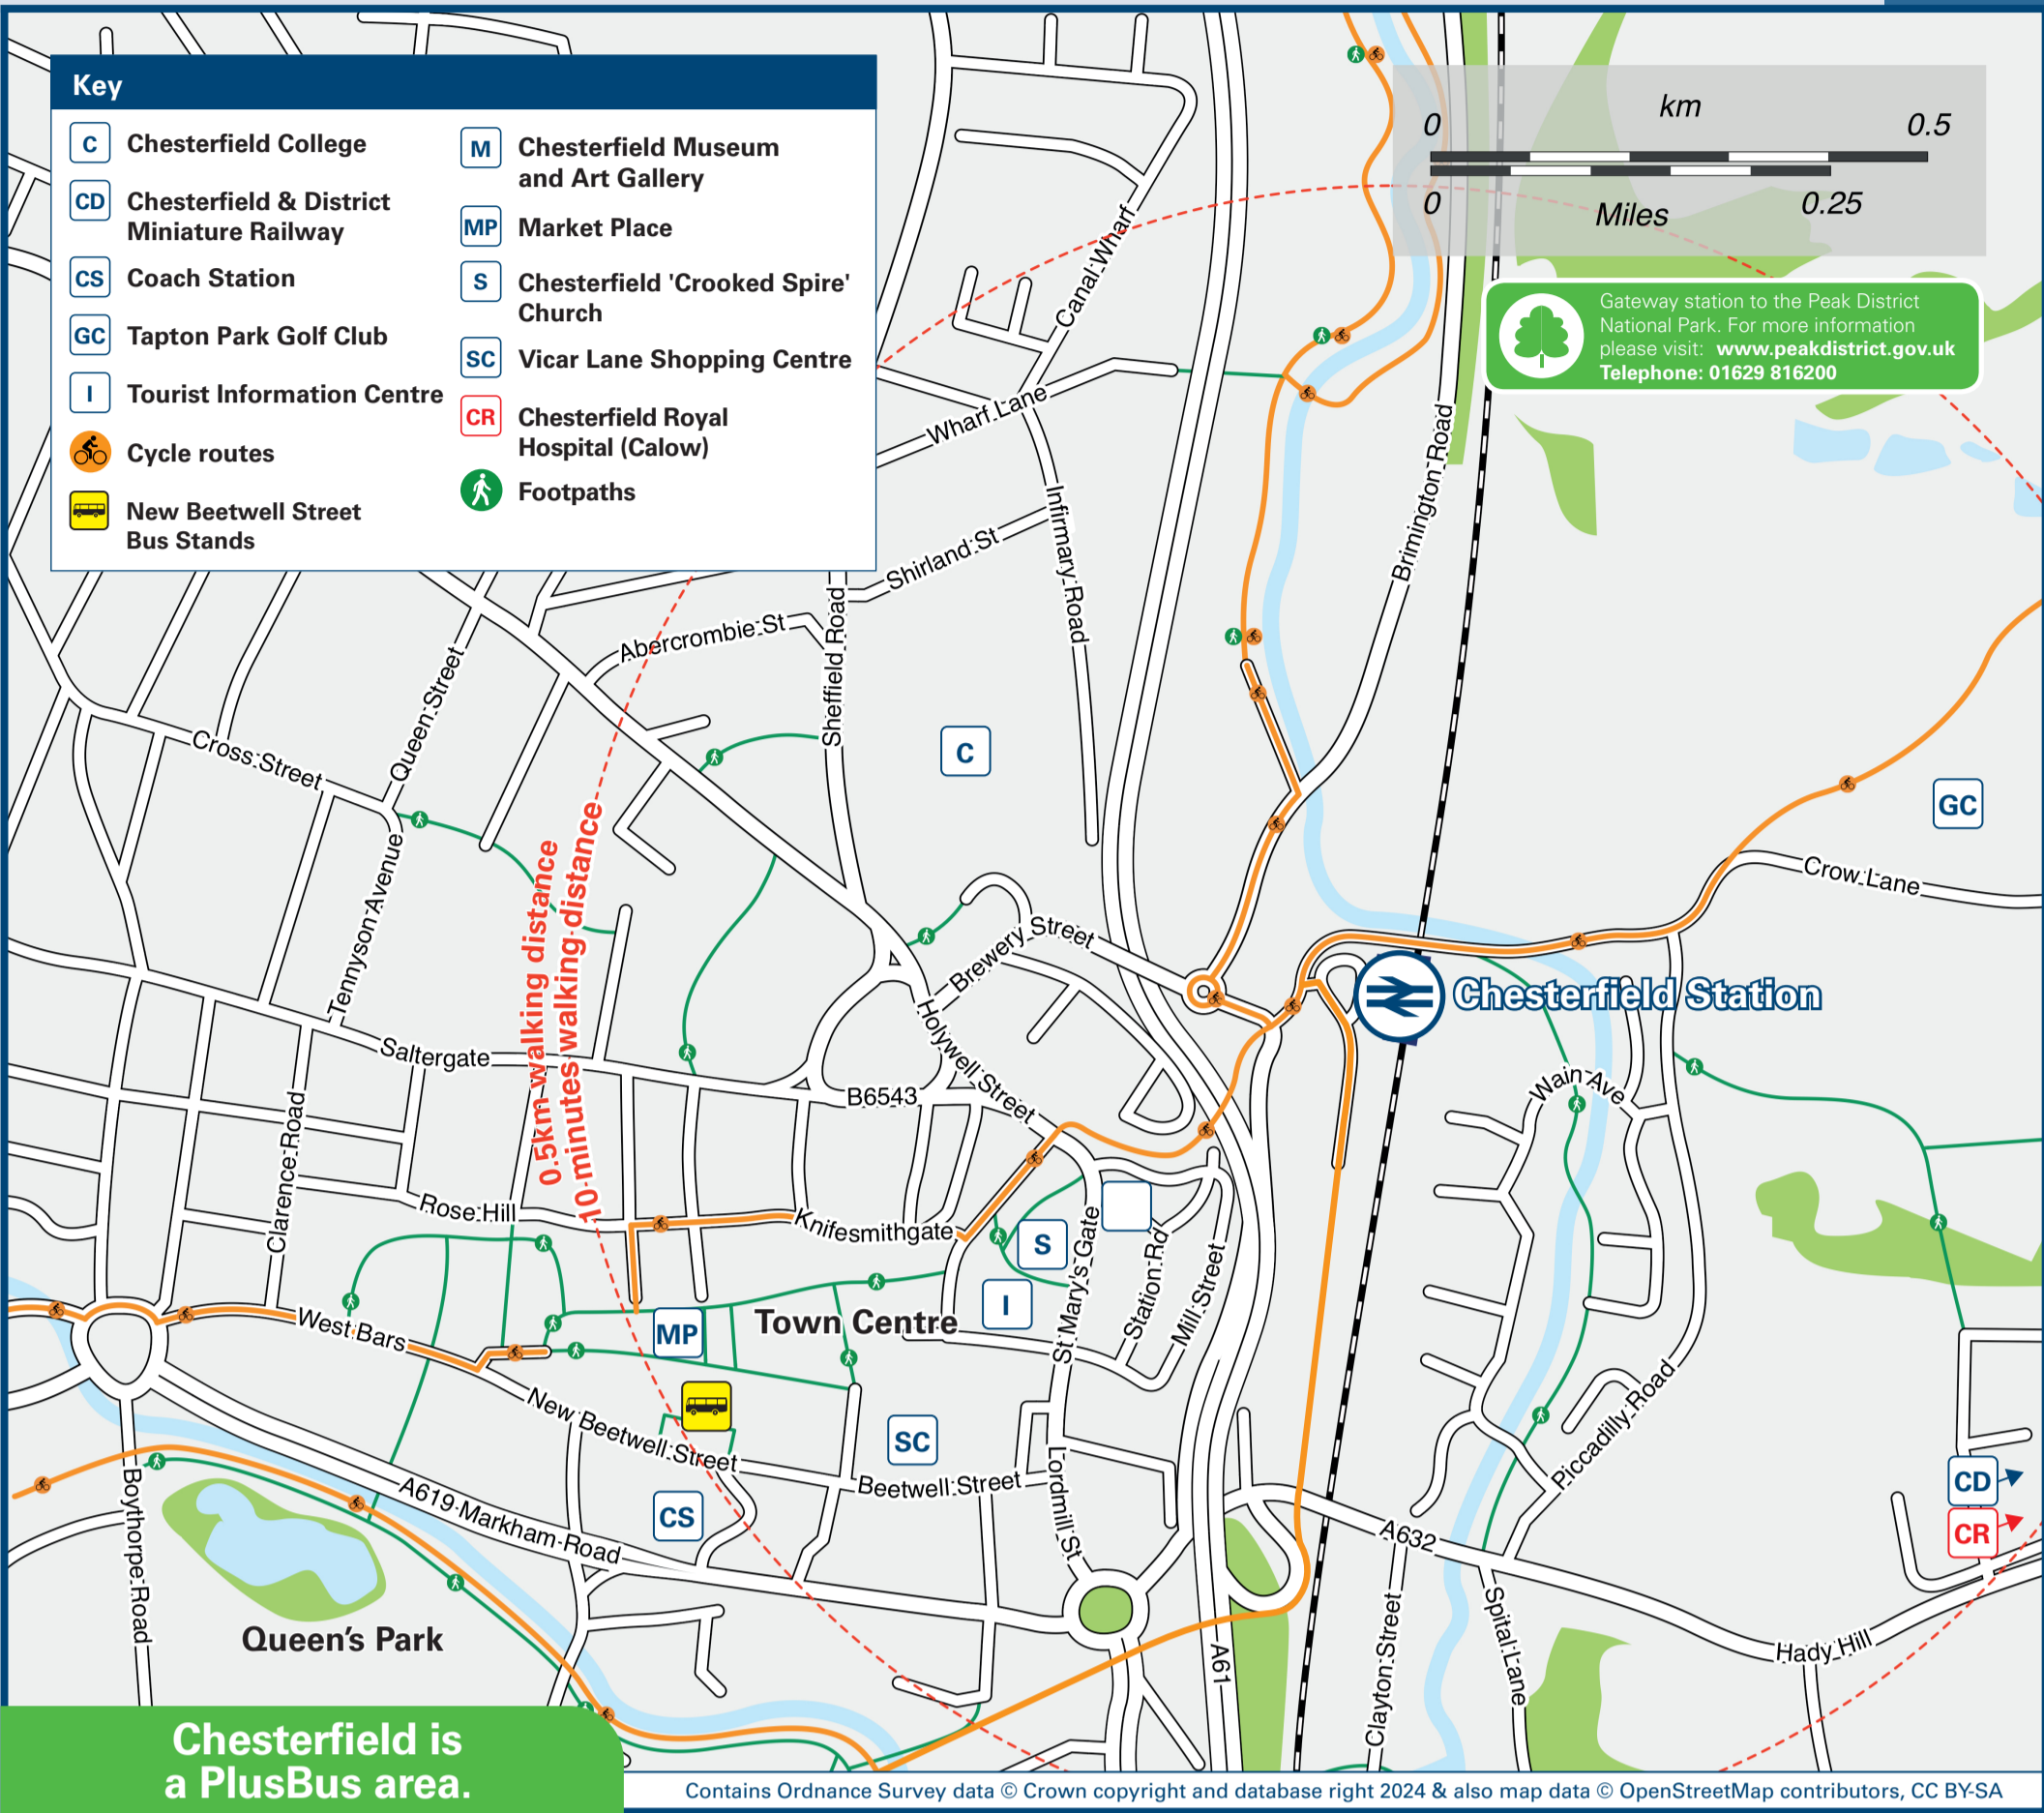 Key
C Chesterfield College
CD Chesterfield & District
Miniature Railway
CS Coach Station
GC Tapton Park Golf Club
I Tourist Information Centre
Cycle routes
New Beetwell Street
Bus Stands
M Chesterfield Museum
and Art Gallery
MP Market Place
S Chesterfield 'Crooked Spire'
Church
SC Vicar Lane Shopping Centre
CR Chesterfield Royal
Hospital (Calow)
Footpaths
km
0 0.5
0 0.25
Miles
Gateway station to the Peak District
National Park. For more information
please visit: www.peakdistrict.gov.uk
Telephone: 01629 816200
Canal Wharf
Wharf Lane
Infirmary Road
Shirland St
Brimington Road
Abercrombie St
Sheffield Road
Queen Street
Cross Street
C
GC
Crow Lane
Tennyson Avenue
0.5km walking distance
10 minutes walking distance
Brewery Street
Holywell Street
Chesterfield Station
Saltergate
B6543
Wain Ave
Clarence Road
Rose Hill
Knifesmithgate
S
I
St Mary's Gate
Station Rd
Mill Street
West Bars
MP
Town Centre
New Beetwell Street
SC
Beetwell Street
Lordmill St
Piccadilly Road
CS
A619 Markham Road
Boythorpe Road
A632
CD
CR
Queen's Park
A61
Clayton Street
Spital Lane
Hady Hill
Chesterfield is
a PlusBus area.
Contains Ordnance Survey data © Crown copyright and database right 2024 & also map data © OpenStreetMap contributors, CC BY-SA